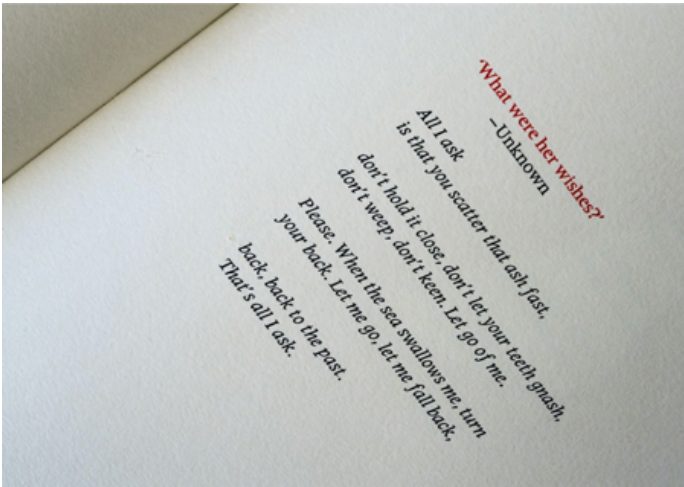 ‘What were her wishes?’
–Unknown
All I ask
is that you scatter that ash fast,
don't hold it close, don't let your teeth gnash,
don't weep, don't keen. Let go of me.
Please. When the sea swallows me, turn
your back. Let me go, let me fall back,
back, back to the past.
That's all I ask.